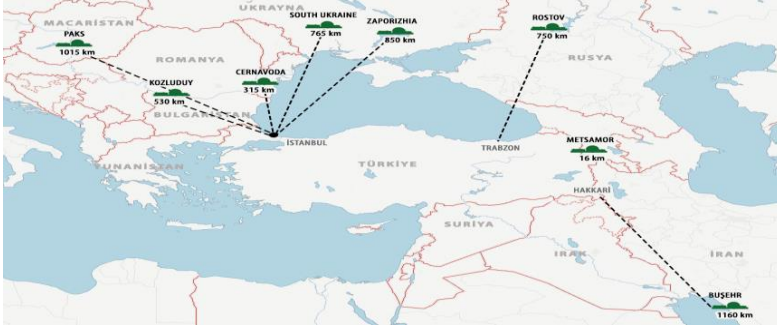 UKRAYNA
MACARİSTAN
PAKS
1015 km
SOUTH UKRAINE
765 km
ZAPORIZHIA
850 km
ROSTOV
750 km
RUSYA
ROMANYA
KOZLUDUY
530 km
CERNAVODA
315 km
BULGARİSTAN
İSTANBUL
TRABZON
METSAMOR
16 km
YUNANİSTAN
TÜRKİYE
HAKKARİ
SURİYA
IRAK
İRAN
BUŞEHR
1160 km